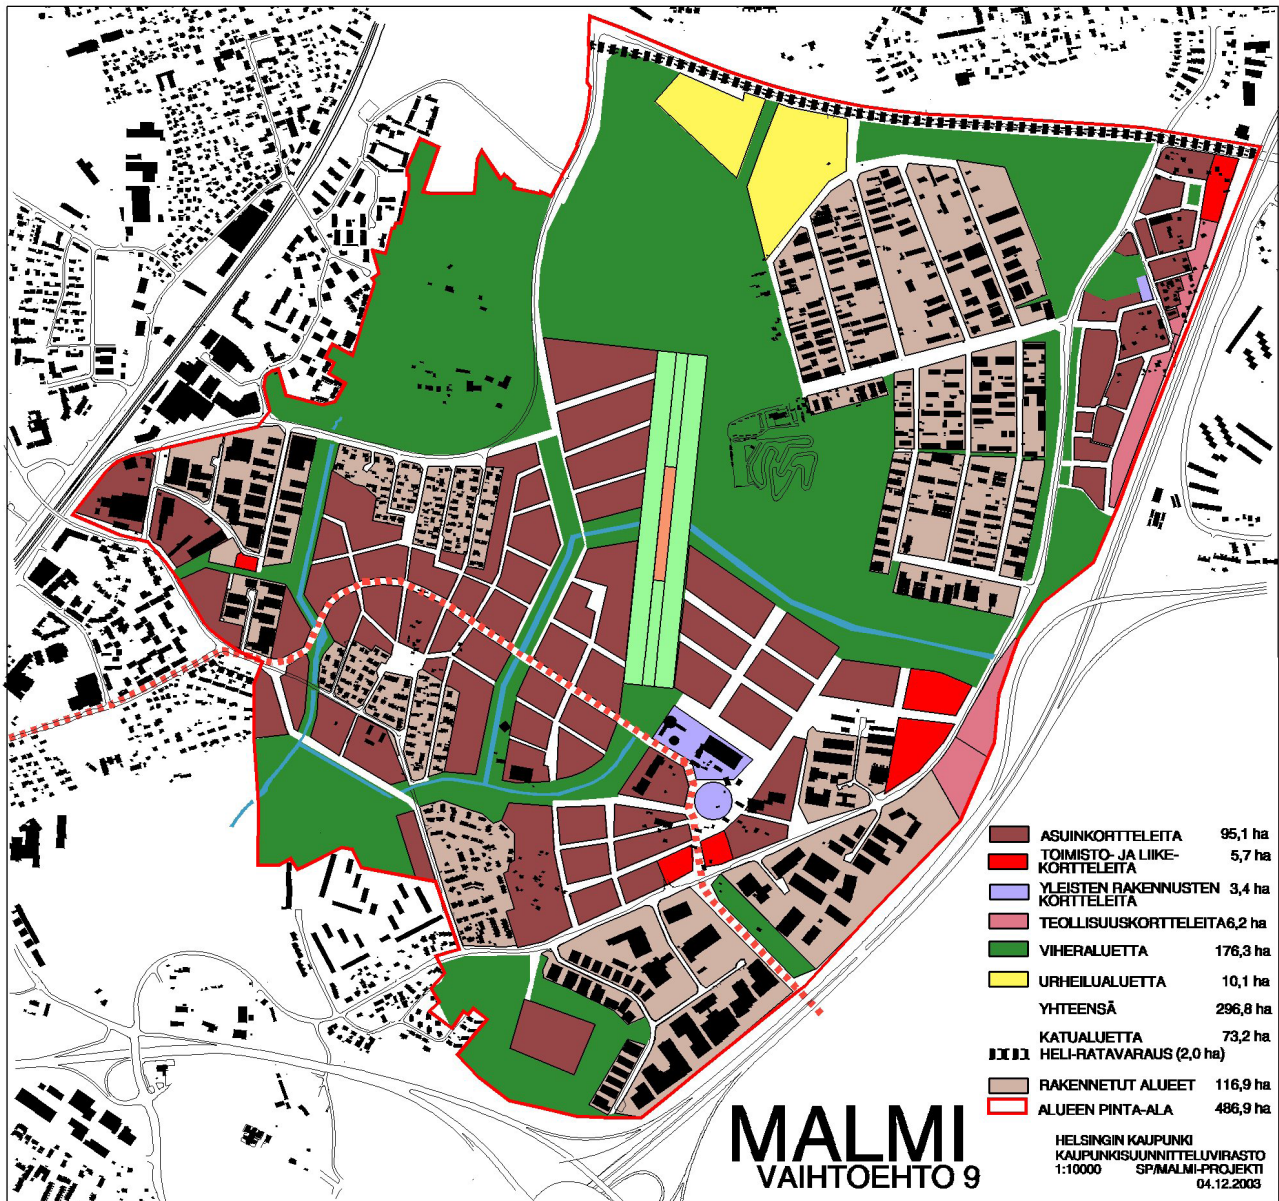 ASUINKORTTELEITA 95,1 ha
TOIMISTO- JA LIIKE- 5,7 ha
KORTTELEITA
YLEISTEN RAKENNUSTEN 3,4 ha
KORTTELEITA
TEOLLISUUSKORTTELEITA 6,2 ha
VIHERALUETTA 176,3 ha
URHEILUALUETTA 10,1 ha
YHTEENSÄ 296,8 ha
KATUALUETTA 73,2 ha
HELI-RATAVARAUS (2,0 ha)
RAKENNETUT ALUEET 116,9 ha
ALUEEN PINTA-ALA 486,9 ha
MALMI
VAIHTOEHTO 9
HELSINGIN KAUPUNKI
KAUPUNKISUUNNITTELUVIRASTO
1:10000 SP/MALMI-PROJEKTI
04.12.2003